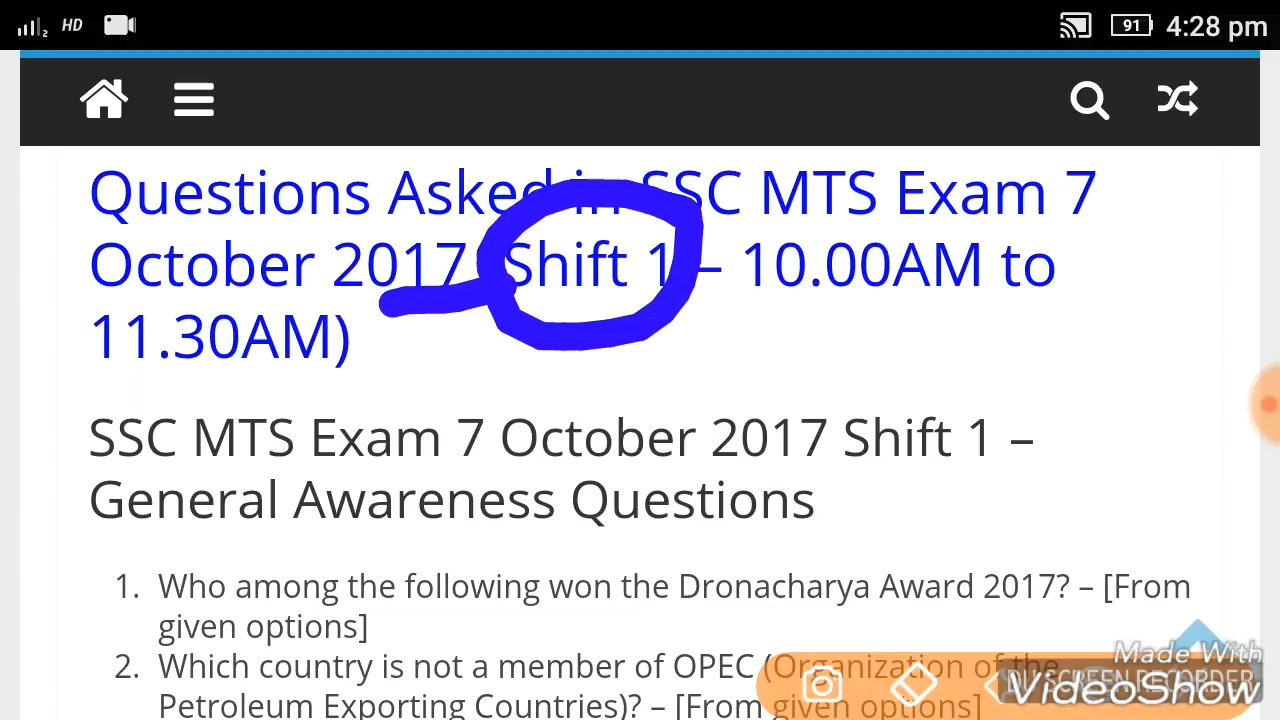 HD
2
91
4:28 pm
Questions Asked in SSC MTS Exam 7
October 2017 (Shift 1 – 10.00AM to
11.30AM)
SSC MTS Exam 7 October 2017 Shift 1 –
General Awareness Questions
1. Who among the following won the Dronacharya Award 2017? – [From
given options]
2. Which country is not a member of OPEC (Organization of the
Petroleum Exporting Countries)? – [From given options]
Made With
VideoShow